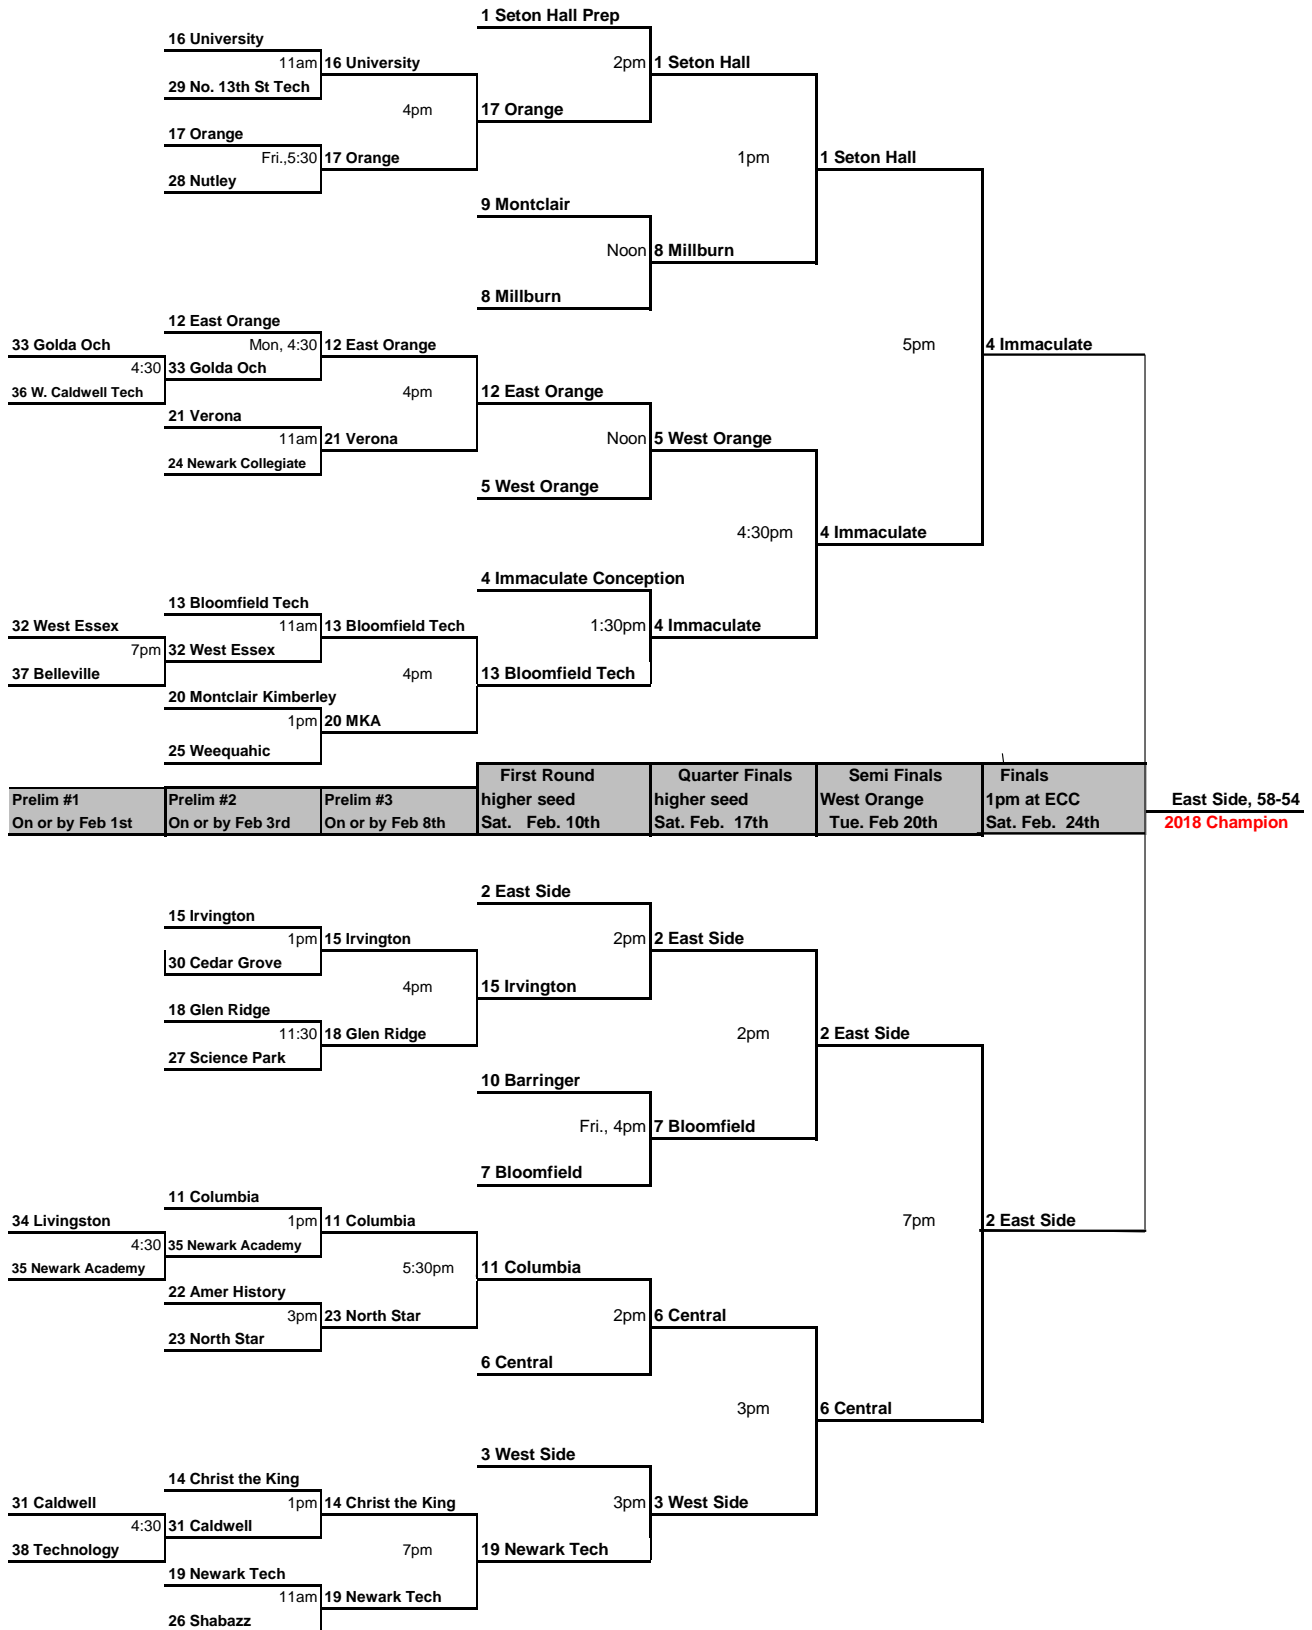 1 Seton Hall Prep
16 University
11am 16 University
2pm 1 Seton Hall
29 No. 13th St Tech
4pm 17 Orange
17 Orange
Fri.,5:30 17 Orange
1pm 1 Seton Hall
28 Nutley
9 Montclair
Noon 8 Millburn
8 Millburn
12 East Orange
33 Golda Och
Mon, 4:30 12 East Orange
5pm 4 Immaculate
4:30 33 Golda Och
36 W. Caldwell Tech
4pm 12 East Orange
21 Verona
11am 21 Verona
Noon 5 West Orange
24 Newark Collegiate
5 West Orange
4:30pm 4 Immaculate
4 Immaculate Conception
13 Bloomfield Tech
32 West Essex
11am 13 Bloomfield Tech
1:30pm 4 Immaculate
7pm 32 West Essex
37 Belleville
4pm 13 Bloomfield Tech
20 Montclair Kimberley
1pm 20 MKA
25 Weequahic
First Round Quarter Finals Semi Finals Finals
Prelim #1 Prelim #2 Prelim #3 higher seed higher seed West Orange 1pm at ECC East Side, 58-54
On or by Feb 1st On or by Feb 3rd On or by Feb 8th Sat. Feb. 10th Sat. Feb. 17th Tue. Feb 20th Sat. Feb. 24th 2018 Champion
2 East Side
15 Irvington
1pm 15 Irvington
2pm 2 East Side
30 Cedar Grove
4pm 15 Irvington
18 Glen Ridge
11:30 18 Glen Ridge
2pm 2 East Side
27 Science Park
10 Barringer
Fri., 4pm 7 Bloomfield
7 Bloomfield
11 Columbia
34 Livingston
1pm 11 Columbia
7pm 2 East Side
4:30 35 Newark Academy
35 Newark Academy
5:30pm 11 Columbia
22 Amer History
3pm 23 North Star
2pm 6 Central
23 North Star
6 Central
3pm 6 Central
3 West Side
14 Christ the King
31 Caldwell
1pm 14 Christ the King
3pm 3 West Side
4:30 31 Caldwell
38 Technology
7pm 19 Newark Tech
19 Newark Tech
11am 19 Newark Tech
26 Shabazz